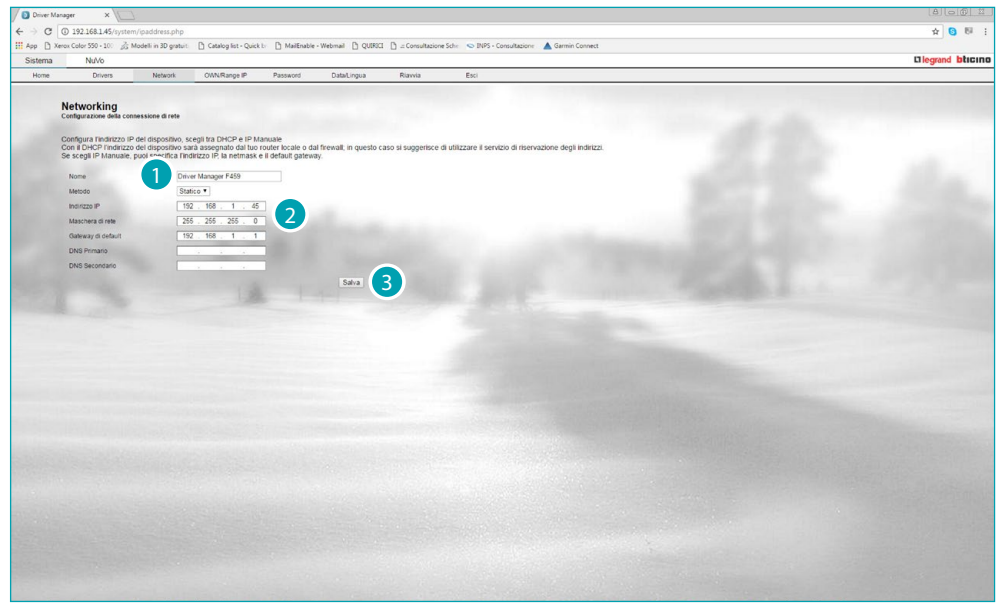 Driver Manager
192.168.1.45/system/ipaddress.php
App Xerox Color 550 - 10: Modelli in 3D gratuit: Catalog list - Quick br MailEnable - Webmail QUIRICI :: Consultazione Sche INPS - Consultazione Garmin Connect
Sistema NuVo legrand bticino
Home Drivers Network OWN/Range IP Password Data/Lingua Riavvia Esci
Networking
Configurazione della connessione di rete
Configura l'indirizzo IP del dispositivo, scegli tra DHCP e IP Manuale
Con il DHCP l'indirizzo del dispositivo sarà assegnato dal tuo router locale o dal firewall; in questo caso si suggerisce di utilizzare il servizio di riservazione degli indirizzi.
Se scegli IP Manuale, puoi specifica l'indirizzo IP, la netmask e il default gateway.
1
Nome Driver Manager F459
Metodo Statico
Indirizzo IP 192 . 168 . 1 . 45
2
Maschera di rete 255 . 255 . 255 . 0
Gateway di default 192 . 168 . 1 . 1
DNS Primario . . .
DNS Secondario . . .
Salva 3